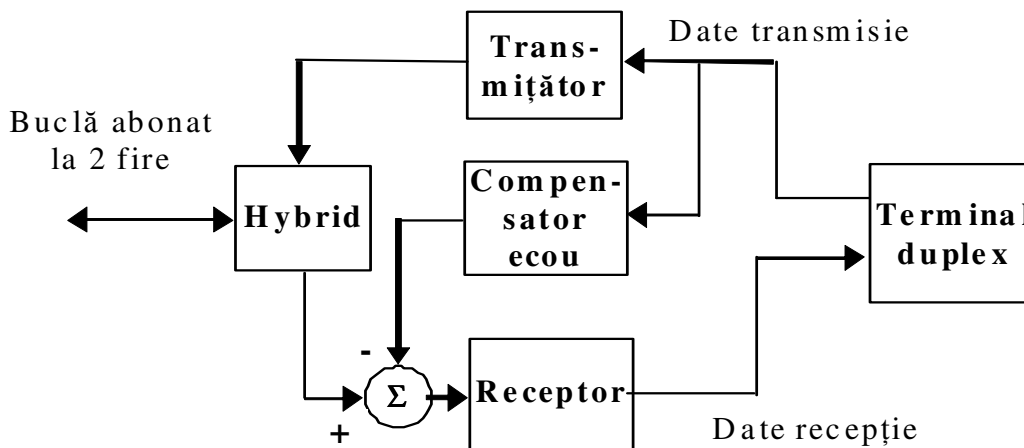 Date transmisie
Trans-
mițător
Buclă abonat
la 2 fire
Hybrid
Compen-
sator
ecou
Terminal
duplex
-
Σ
+
Receptor
Date recepție